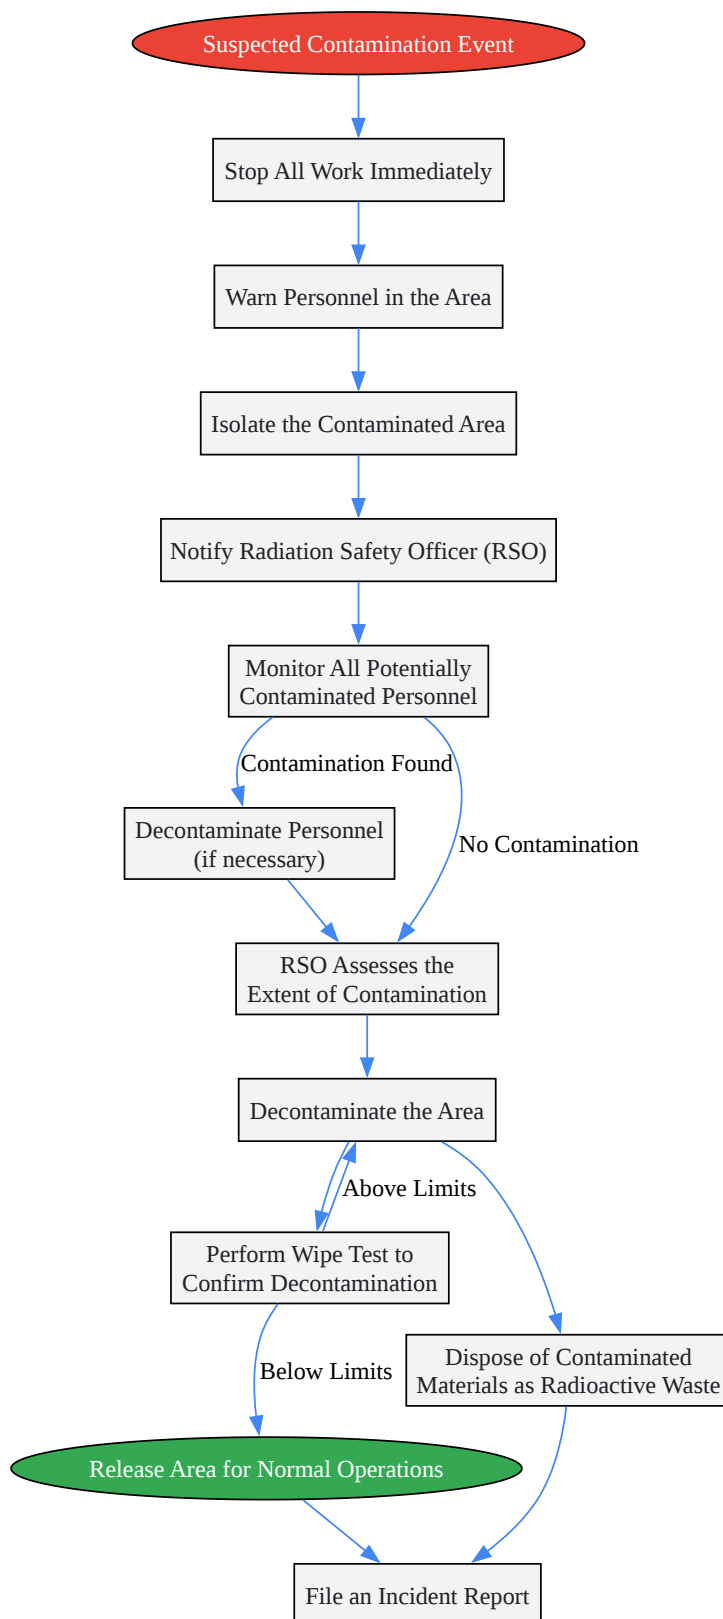 Suspected Contamination Event
Stop All Work Immediately
Warn Personnel in the Area
Isolate the Contaminated Area
Notify Radiation Safety Officer (RSO)
Monitor All Potentially
Contaminated Personnel
Contamination Found
Decontaminate Personnel
(if necessary)
No Contamination
RSO Assesses the
Extent of Contamination
Decontaminate the Area
Above Limits
Perform Wipe Test to
Confirm Decontamination
Dispose of Contaminated
Materials as Radioactive Waste
Below Limits
Release Area for Normal Operations
File an Incident Report